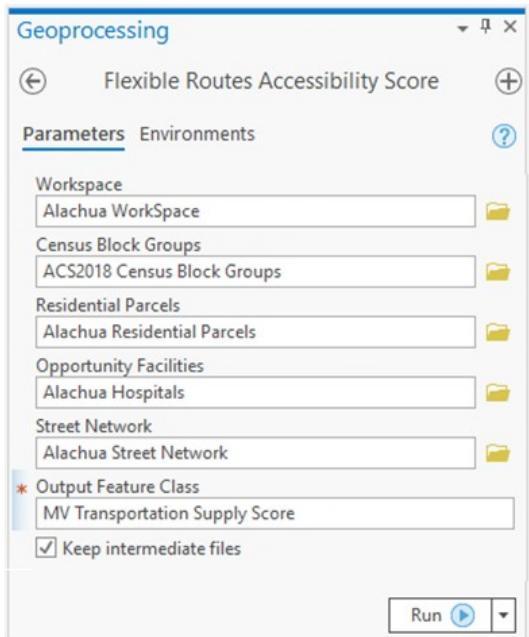 Geoprocessing
Flexible Routes Accessibility Score
Parameters Environments
Workspace
Alachua WorkSpace
Census Block Groups
ACS2018 Census Block Groups
Residential Parcels
Alachua Residential Parcels
Opportunity Facilities
Alachua Hospitals
Street Network
Alachua Street Network
* Output Feature Class
MV Transportation Supply Score
Keep intermediate files
Run